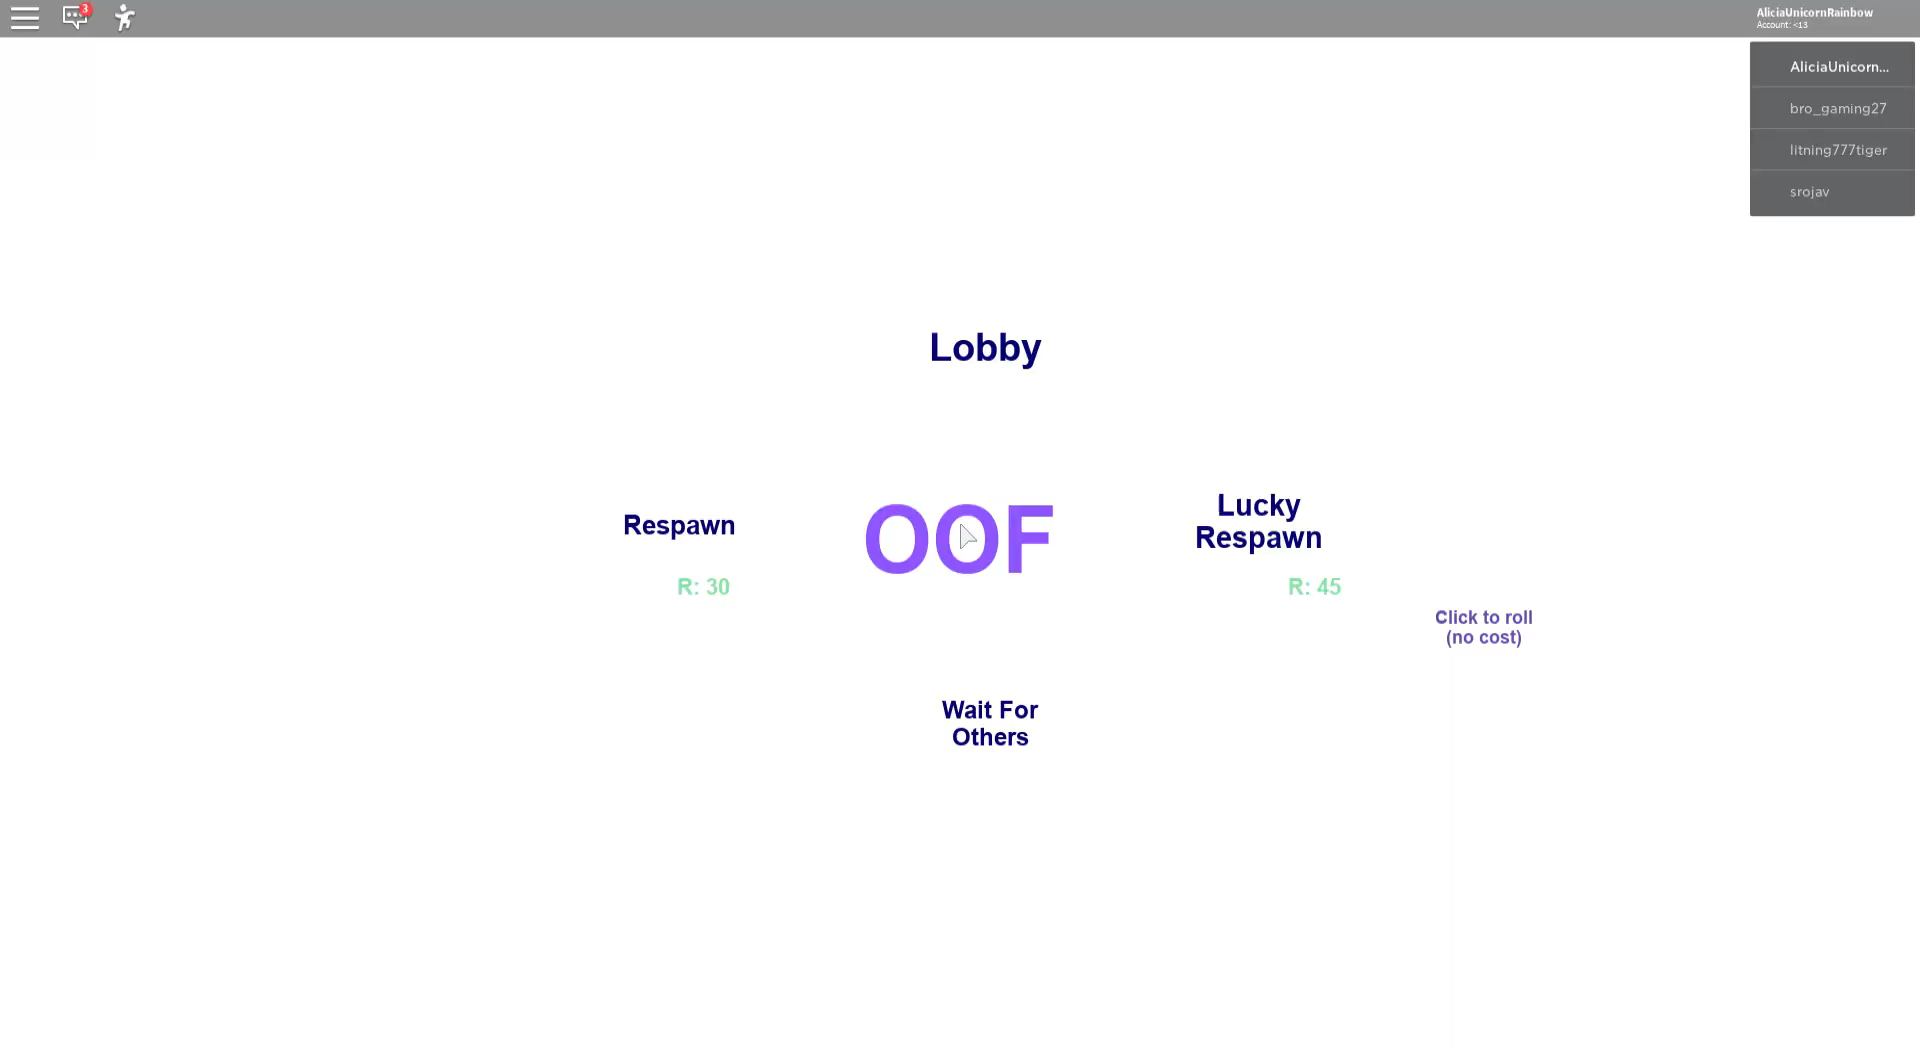 3
AliciaUnicornRainbow
Account: <13
AliciaUnicorn...
bro_gaming27
litning777tiger
srojav
Lobby
Respawn
R: 30
OOF
Lucky
Respawn
R: 45
Click to roll
(no cost)
Wait For
Others